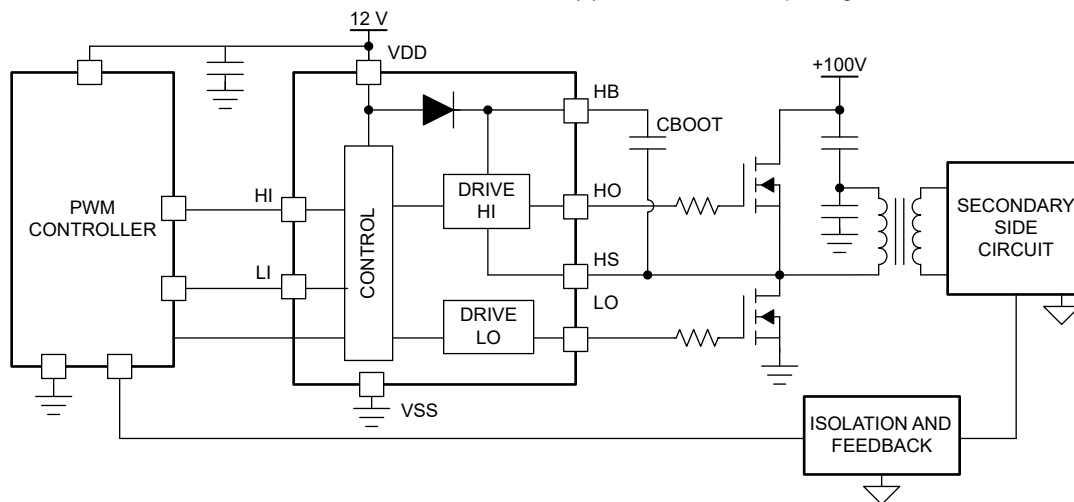 12 V
VDD
+100V
HB
CBOOT
HI
DRIVE
HI
HO
PWM
CONTROLLER
CONTROL
SECONDARY
SIDE
CIRCUIT
HS
LI
LO
DRIVE
LO
VSS
ISOLATION AND
FEEDBACK